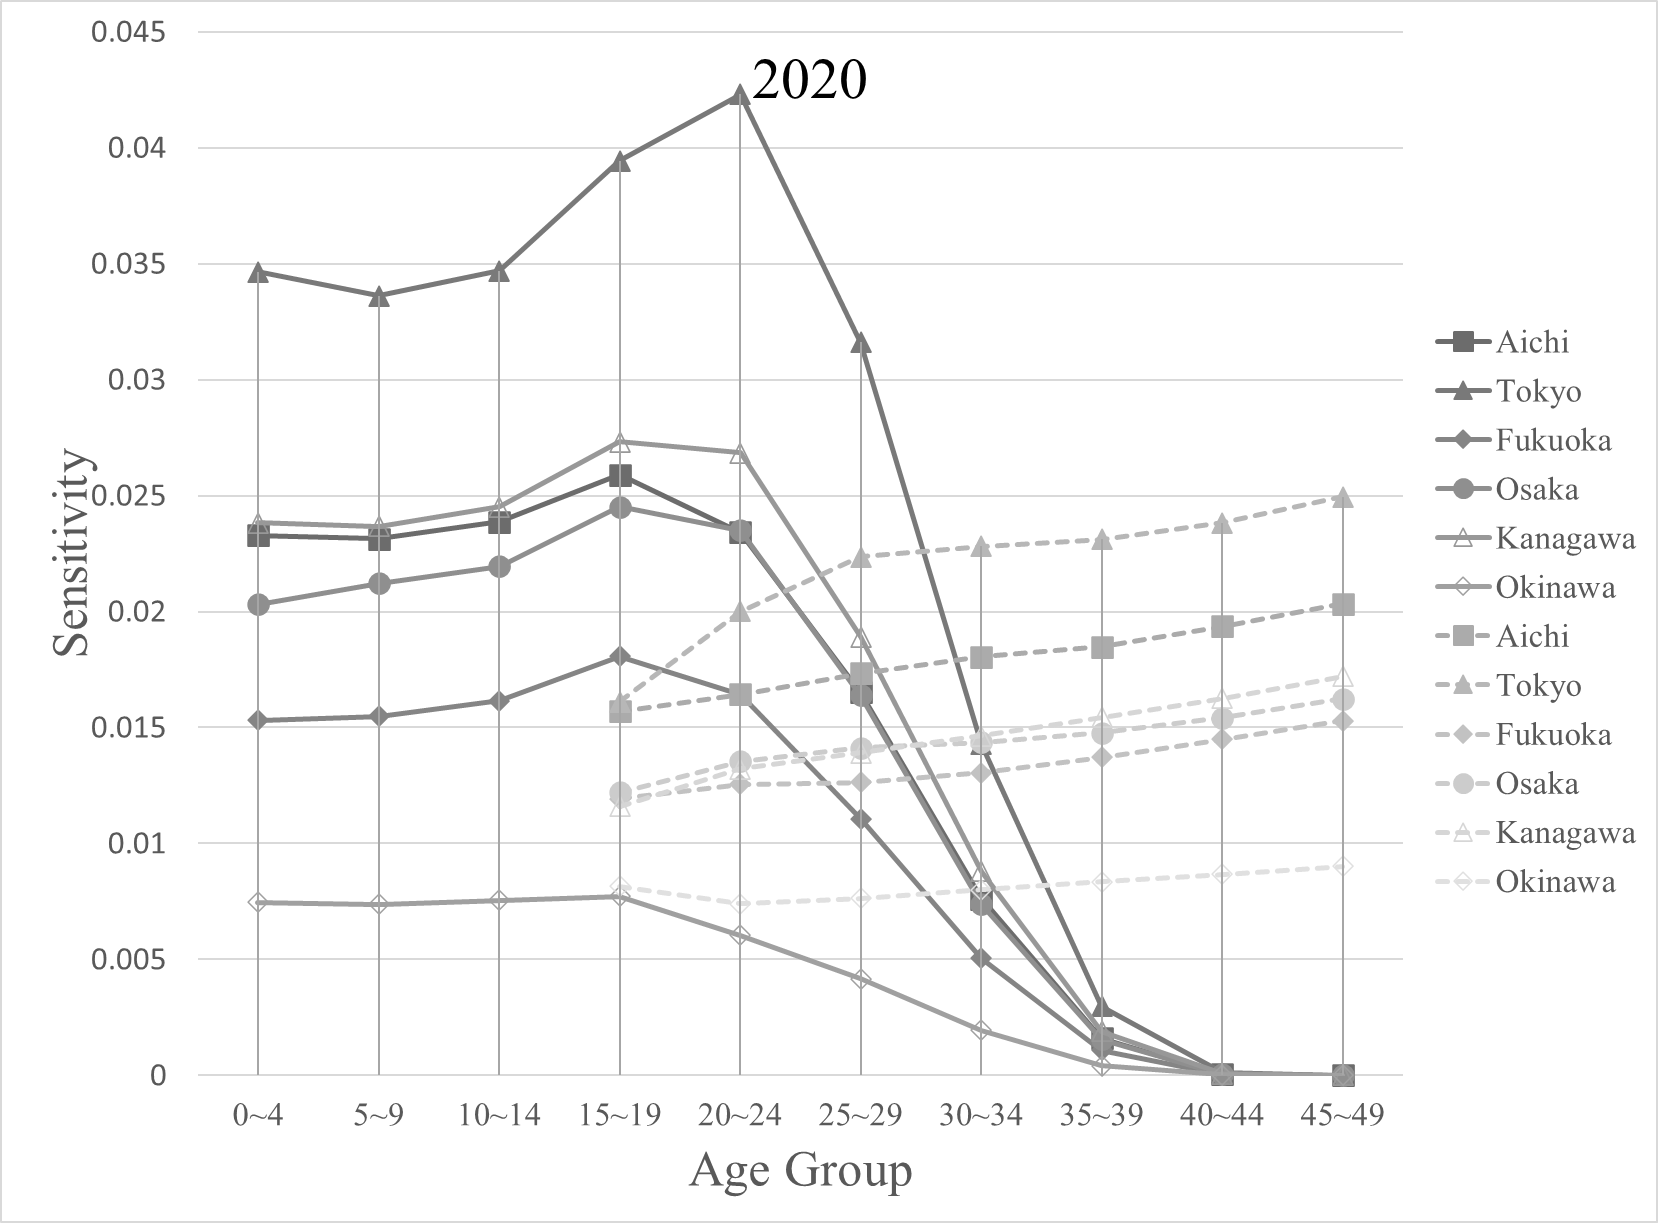 2020
0.045
0.04
0.035
0.03
0.025
0.02
0.015
0.01
0.005
0
Sensitivity
0~4 5~9 10~14 15~19 20~24 25~29 30~34 35~39 40~44 45~49
Age Group
Aichi
Tokyo
Fukuoka
Osaka
Kanagawa
Okinawa
Aichi
Tokyo
Fukuoka
Osaka
Kanagawa
Okinawa